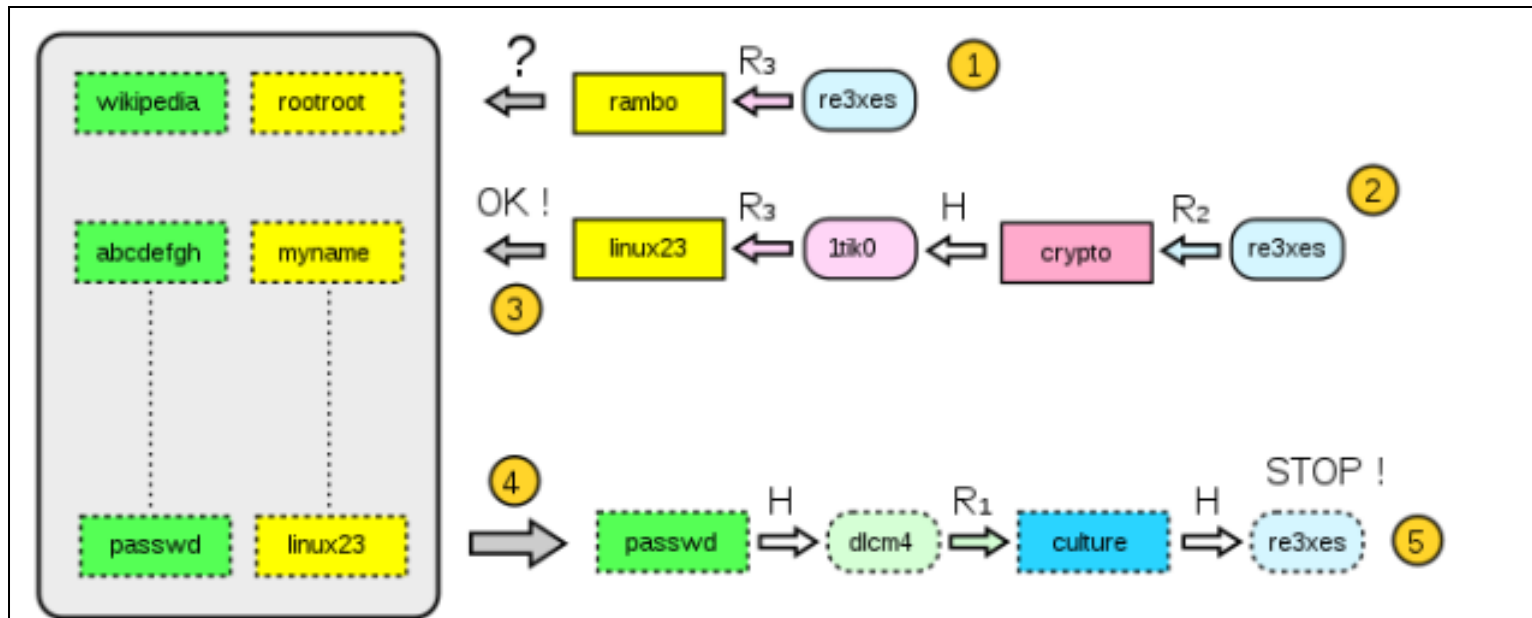 wikipedia rootroot ? rambo R₃ re3xes 1
abcdefgh myname OK ! linux23 R₃ 1tik0 H crypto R₂ re3xes 2
3
passwd linux23 4 passwd H dlcm4 R₁ culture H re3xes STOP ! 5